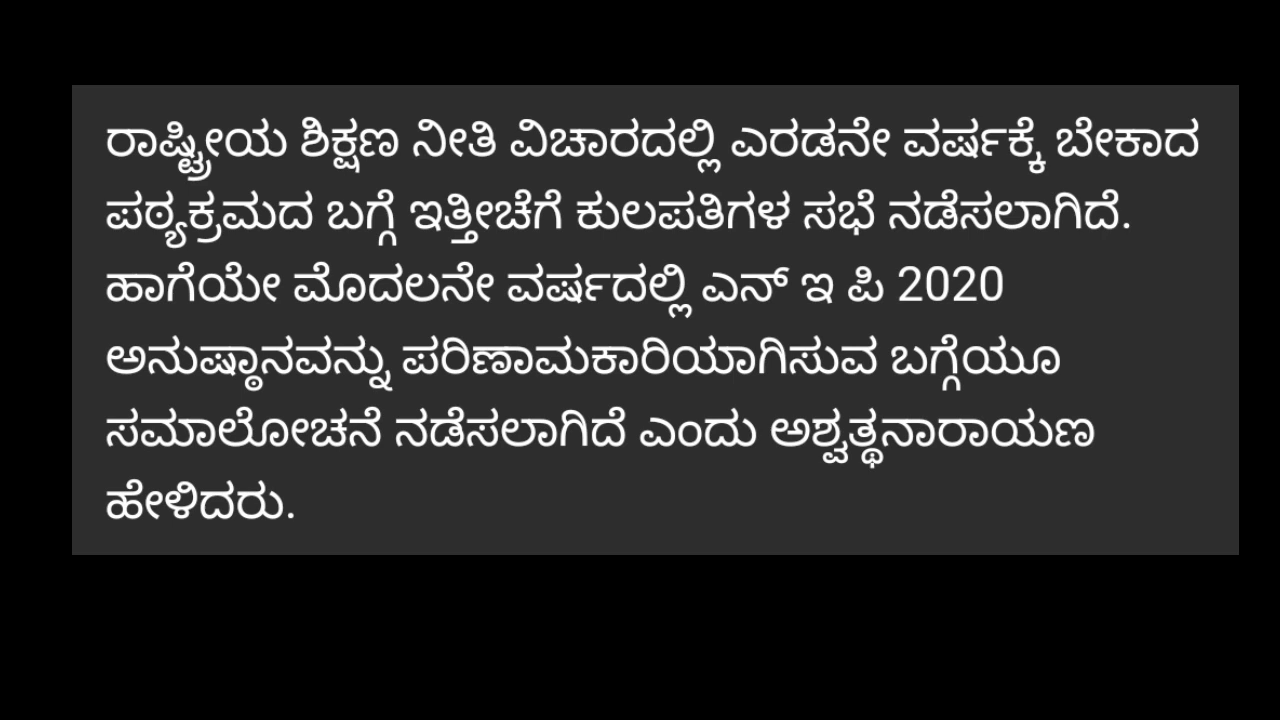 ರಾಷ್ಟ್ರೀಯ ಶಿಕ್ಷಣ ನೀತಿ ವಿಚಾರದಲ್ಲಿ ಎರಡನೇ ವರ್ಷಕ್ಕೆ ಬೇಕಾದ
ಪಠ್ಯಕ್ರಮದ ಬಗ್ಗೆ ಇತ್ತೀಚೆಗೆ ಕುಲಪತಿಗಳ ಸಭೆ ನಡೆಸಲಾಗಿದೆ.
ಹಾಗೆಯೇ ಮೊದಲನೇ ವರ್ಷದಲ್ಲಿ ಎನ್ ಇ ಪಿ 2020
ಅನುಷ್ಠಾನವನ್ನು ಪರಿಣಾಮಕಾರಿಯಾಗಿಸುವ ಬಗ್ಗೆಯೂ
ಸಮಾಲೋಚನೆ ನಡೆಸಲಾಗಿದೆ ಎಂದು ಅಶ್ವತ್ಥನಾರಾಯಣ
ಹೇಳಿದರು.